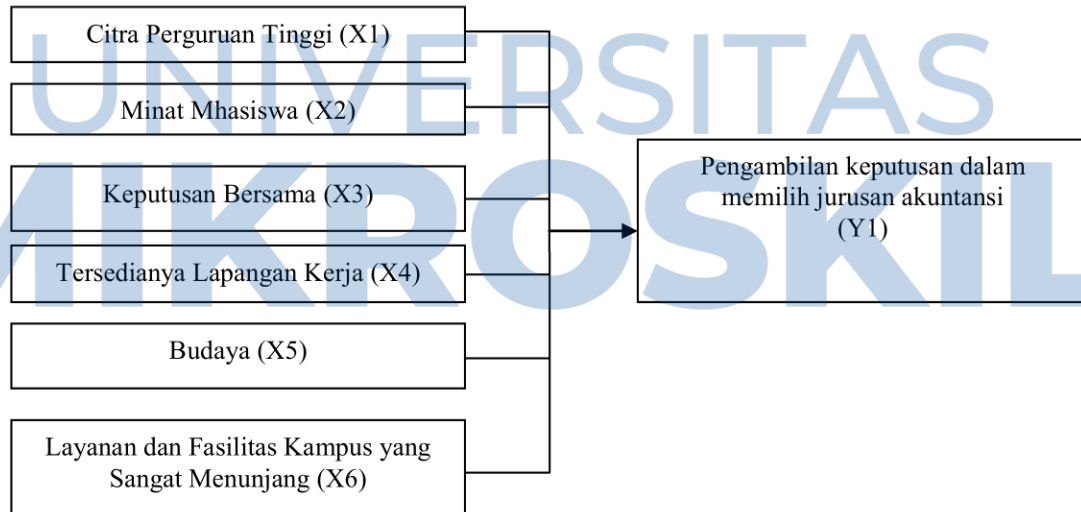 UNIVERSITAS
MIKROSKIL
Citra Perguruan Tinggi (X1)
Minat Mhasiswa (X2)
Keputusan Bersama (X3)
Tersedianya Lapangan Kerja (X4)
Budaya (X5)
Layanan dan Fasilitas Kampus yang
Sangat Menunjang (X6)
Pengambilan keputusan dalam
memilih jurusan akuntansi
(Y1)